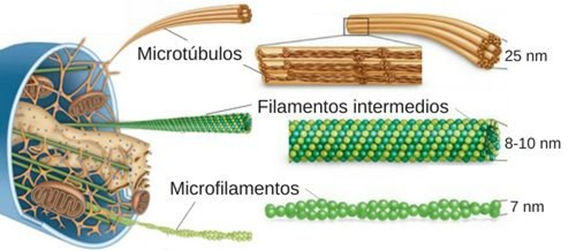 Microtúbulos
25 nm
Filamentos intermedios
8-10 nm
Microfilamentos
7 nm